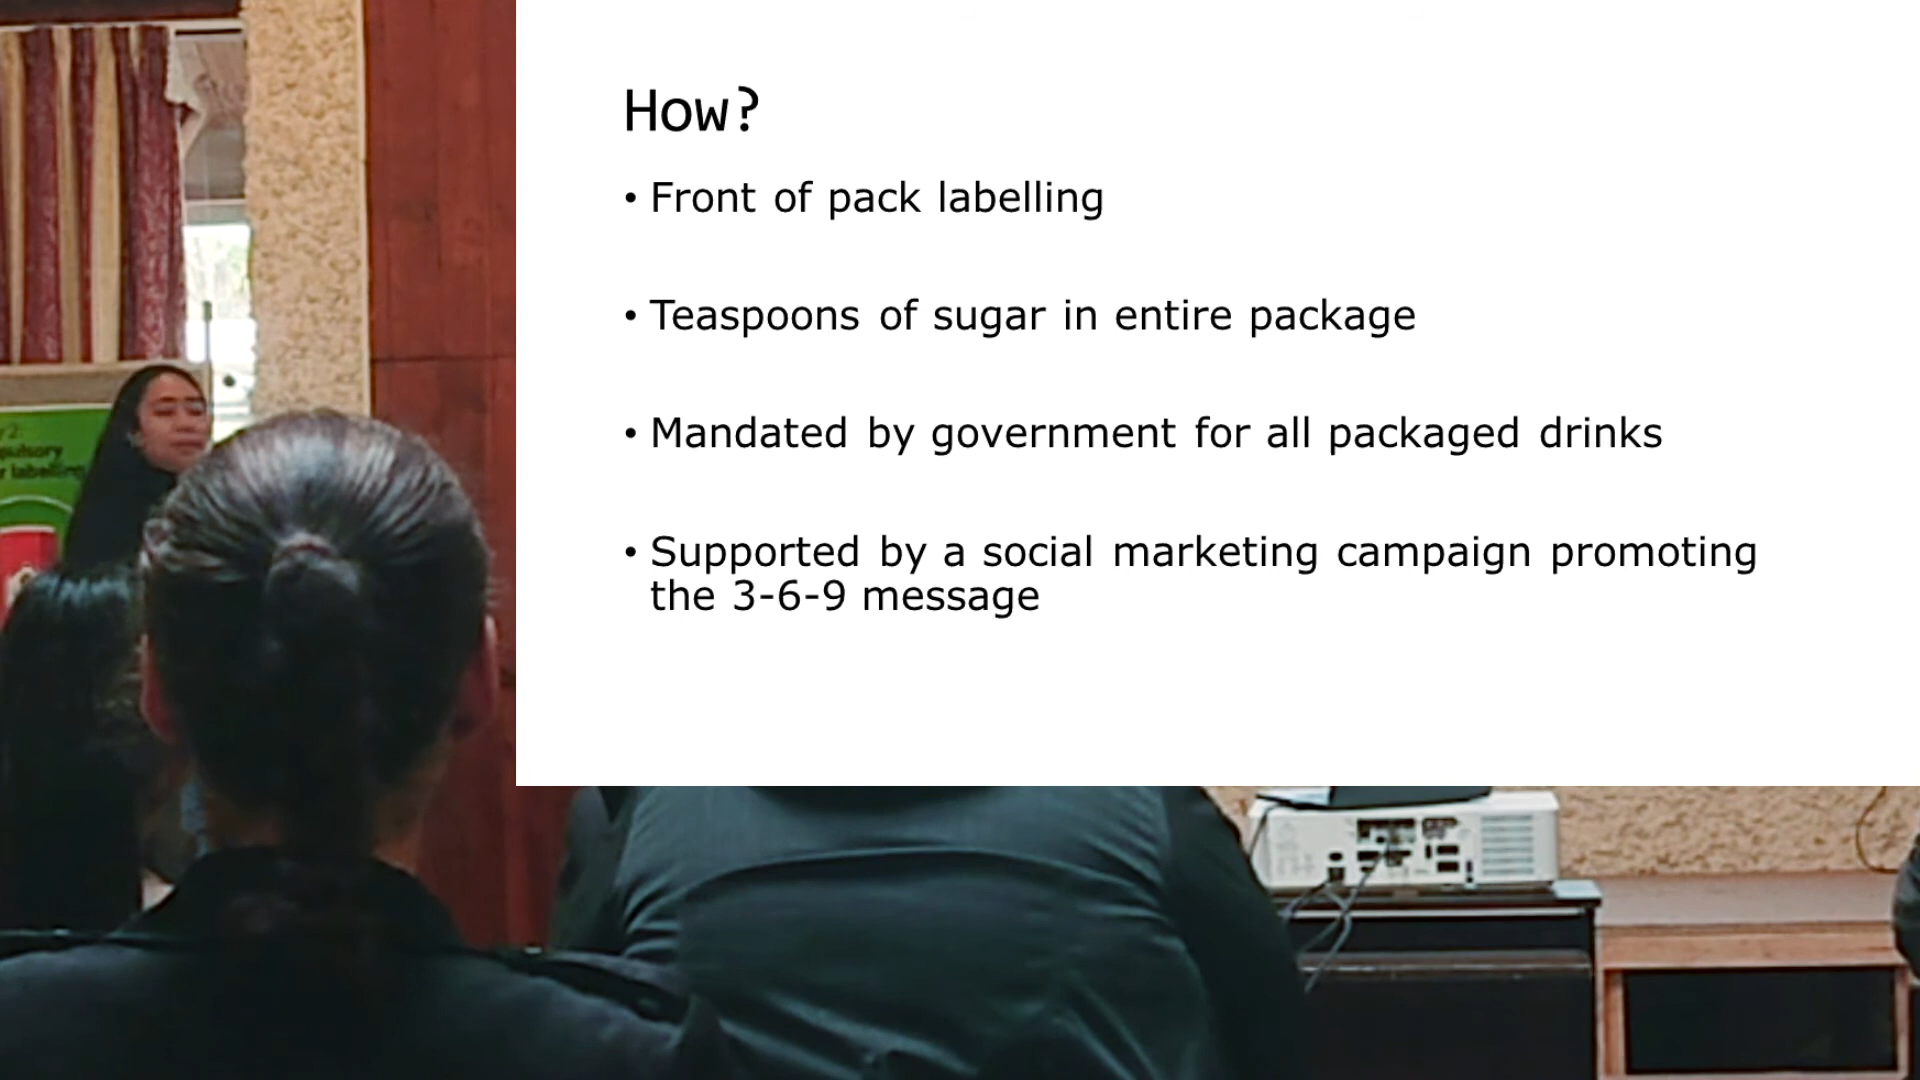 How?
• Front of pack labelling
• Teaspoons of sugar in entire package
• Mandated by government for all packaged drinks
• Supported by a social marketing campaign promoting
the 3-6-9 message
labelling